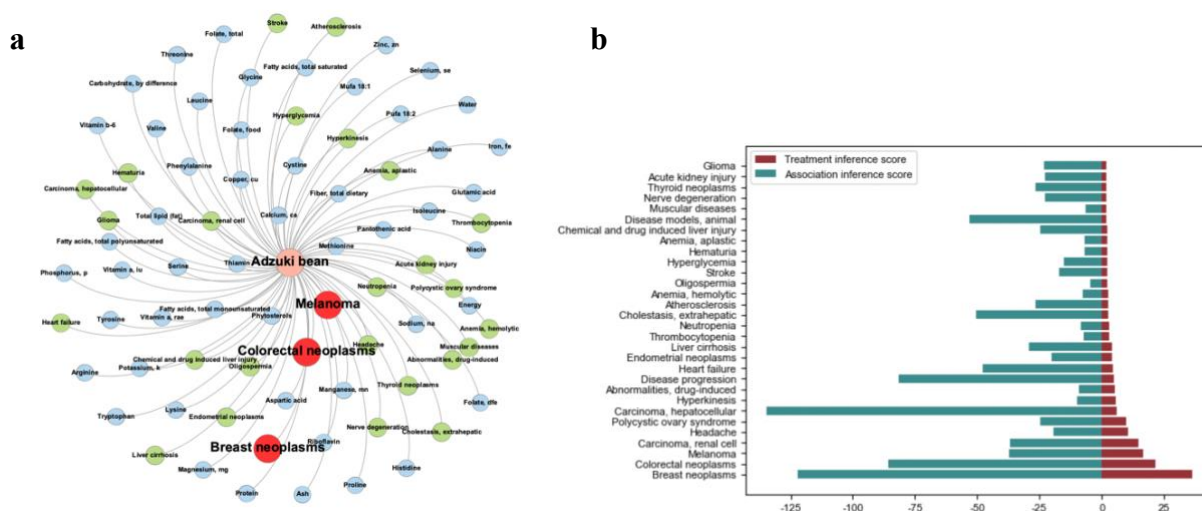 a
b
Stroke
Atherosclerosis
Folate, total
Zinc, zn
Threonine
Fatty acids, total saturated
Selenium, se
Glycine
Carbohydrate, by difference
Mufa 18:1
Leucine
Water
Hyperglycemia
Pufa 18:2
Vitamin b-6
Valine
Folate, food
Hyperkinesis
Iron, fe
Alanine
Phenylalanine
Cystine
Anemia, aplastic
Hematuria
Copper, cu
Carcinoma, hepatocellular
Fiber, total dietary
Glutamic acid
Isoleucine
Glioma
Total lipid (fat)
Carcinoma, renal cell
Calcium, ca
Thrombocytopenia
Pantothenic acid
Fatty acids, total polyunsaturated
Methionine
Niacin
Adzuki bean
Phosphorus, p
Vitamin a, iu
Serine
Thiamin
Acute kidney injury
Neutropenia
Polycystic ovary syndrome
Melanoma
Energy
Fatty acids, total monounsaturated
Heart failure
Tyrosine
Vitamin a, rae
Phytosterols
Sodium, na
Anemia, hemolytic
Headache
Muscular diseases
Colorectal neoplasms
Chemical and drug induced liver injury
Abnormalities, drug-induced
Arginine
Potassium, k
Oligospermia
Thyroid neoplasms
Manganese, mn
Aspartic acid
Folate, dfe
Tryptophan
Lysine
Endometrial neoplasms
Nerve degeneration
Cholestasis, extrahepatic
Breast neoplasms
Riboflavin
Liver cirrhosis
Magnesium, mg
Histidine
Protein
Ash
Proline
Treatment inference score
Association inference score
Glioma
Acute kidney injury
Thyroid neoplasms
Nerve degeneration
Muscular diseases
Disease models, animal
Chemical and drug induced liver injury
Anemia, aplastic
Hematuria
Hyperglycemia
Stroke
Oligospermia
Anemia, hemolytic
Atherosclerosis
Cholestasis, extrahepatic
Neutropenia
Thrombocytopenia
Liver cirrhosis
Endometrial neoplasms
Heart failure
Disease progression
Abnormalities, drug-induced
Hyperkinesis
Carcinoma, hepatocellular
Polycystic ovary syndrome
Headache
Carcinoma, renal cell
Melanoma
Colorectal neoplasms
Breast neoplasms
-125 -100 -75 -50 -25 0 25